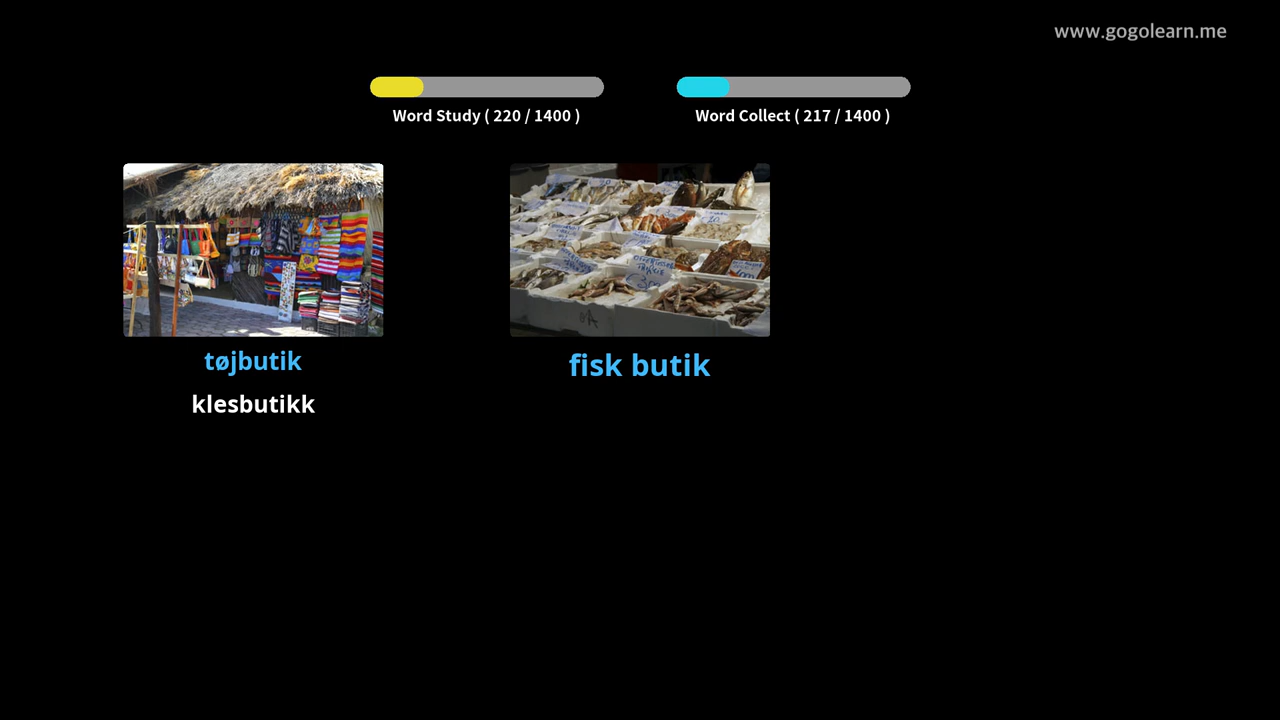 www.gogolearn.me
Word Study ( 220 / 1400 )
Word Collect ( 217 / 1400 )
tøjbutik
klesbutikk
fisk butik